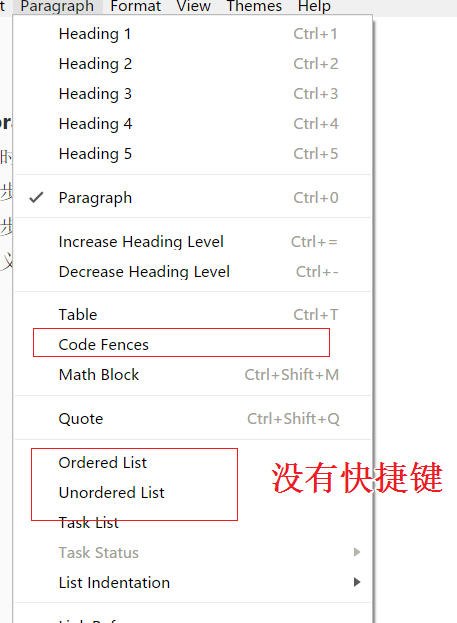 t Paragraph Format View Themes Help
Heading 1 Ctrl+1
Heading 2 Ctrl+2
Heading 3 Ctrl+3
Heading 4 Ctrl+4
Heading 5 Ctrl+5
Paragraph Ctrl+0
Increase Heading Level Ctrl+=
Decrease Heading Level Ctrl+-
Table Ctrl+T
Code Fences
Math Block Ctrl+Shift+M
Quote Ctrl+Shift+Q
Ordered List
没有快捷键
Unordered List
Task List
Task Status
List Indentation